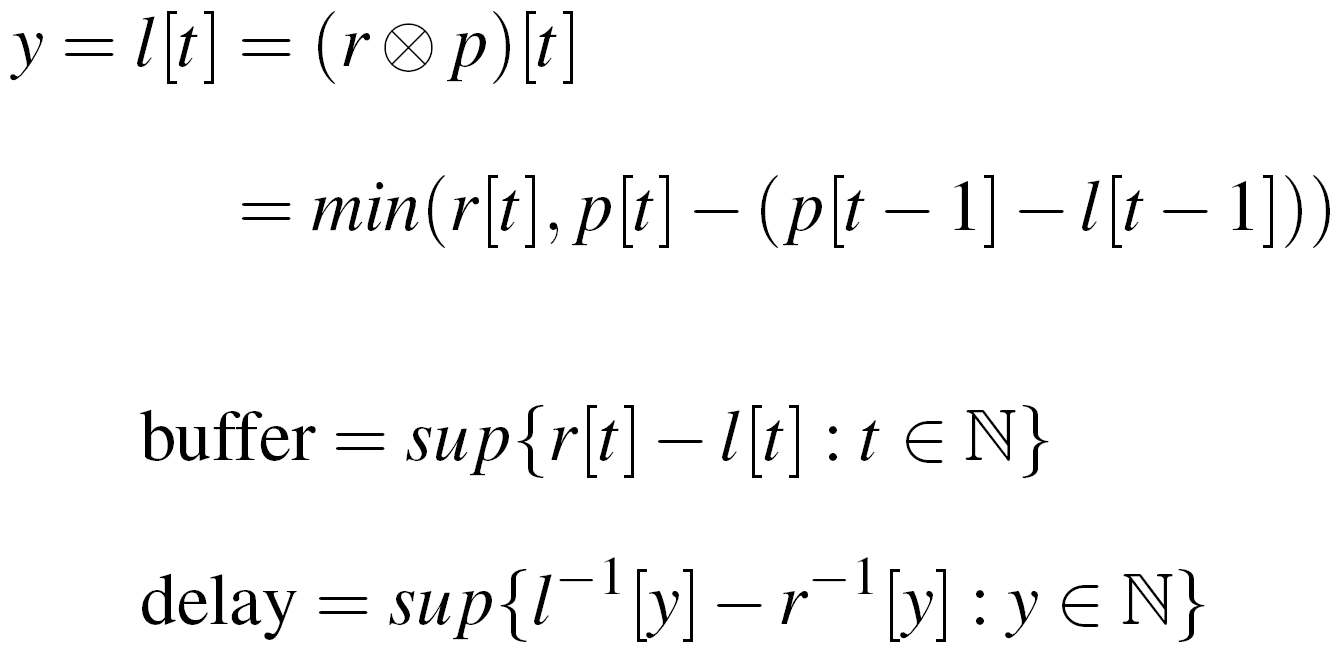 y = l[t] = (r ⊗ p)[t]
= min(r[t], p[t] − (p[t − 1] − l[t − 1]))
buffer = sup{r[t] − l[t] : t ∈ ℕ}
delay = sup{l⁻¹[y] − r⁻¹[y] : y ∈ ℕ}